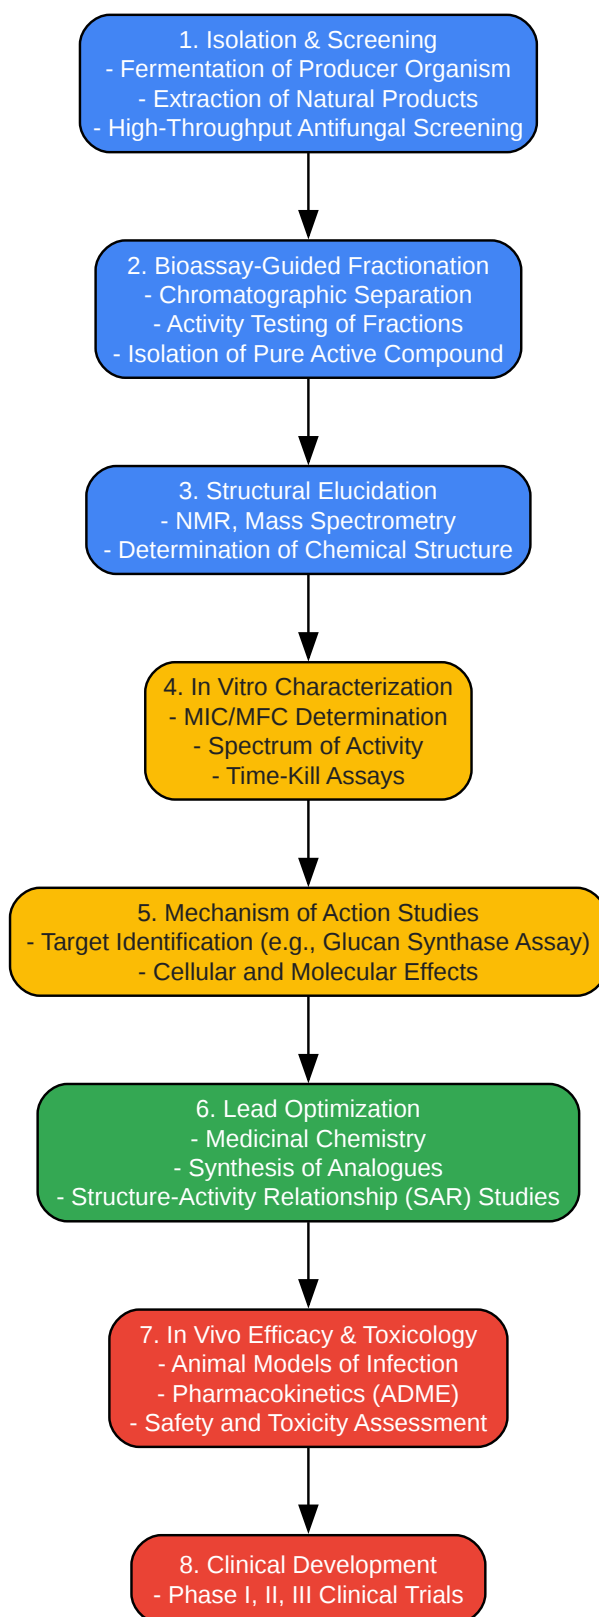 1. Isolation & Screening
- Fermentation of Producer Organism
- Extraction of Natural Products
- High-Throughput Antifungal Screening
2. Bioassay-Guided Fractionation
- Chromatographic Separation
- Activity Testing of Fractions
- Isolation of Pure Active Compound
3. Structural Elucidation
- NMR, Mass Spectrometry
- Determination of Chemical Structure
4. In Vitro Characterization
- MIC/MFC Determination
- Spectrum of Activity
- Time-Kill Assays
5. Mechanism of Action Studies
- Target Identification (e.g., Glucan Synthase Assay)
- Cellular and Molecular Effects
6. Lead Optimization
- Medicinal Chemistry
- Synthesis of Analogues
- Structure-Activity Relationship (SAR) Studies
7. In Vivo Efficacy & Toxicology
- Animal Models of Infection
- Pharmacokinetics (ADME)
- Safety and Toxicity Assessment
8. Clinical Development
- Phase I, II, III Clinical Trials